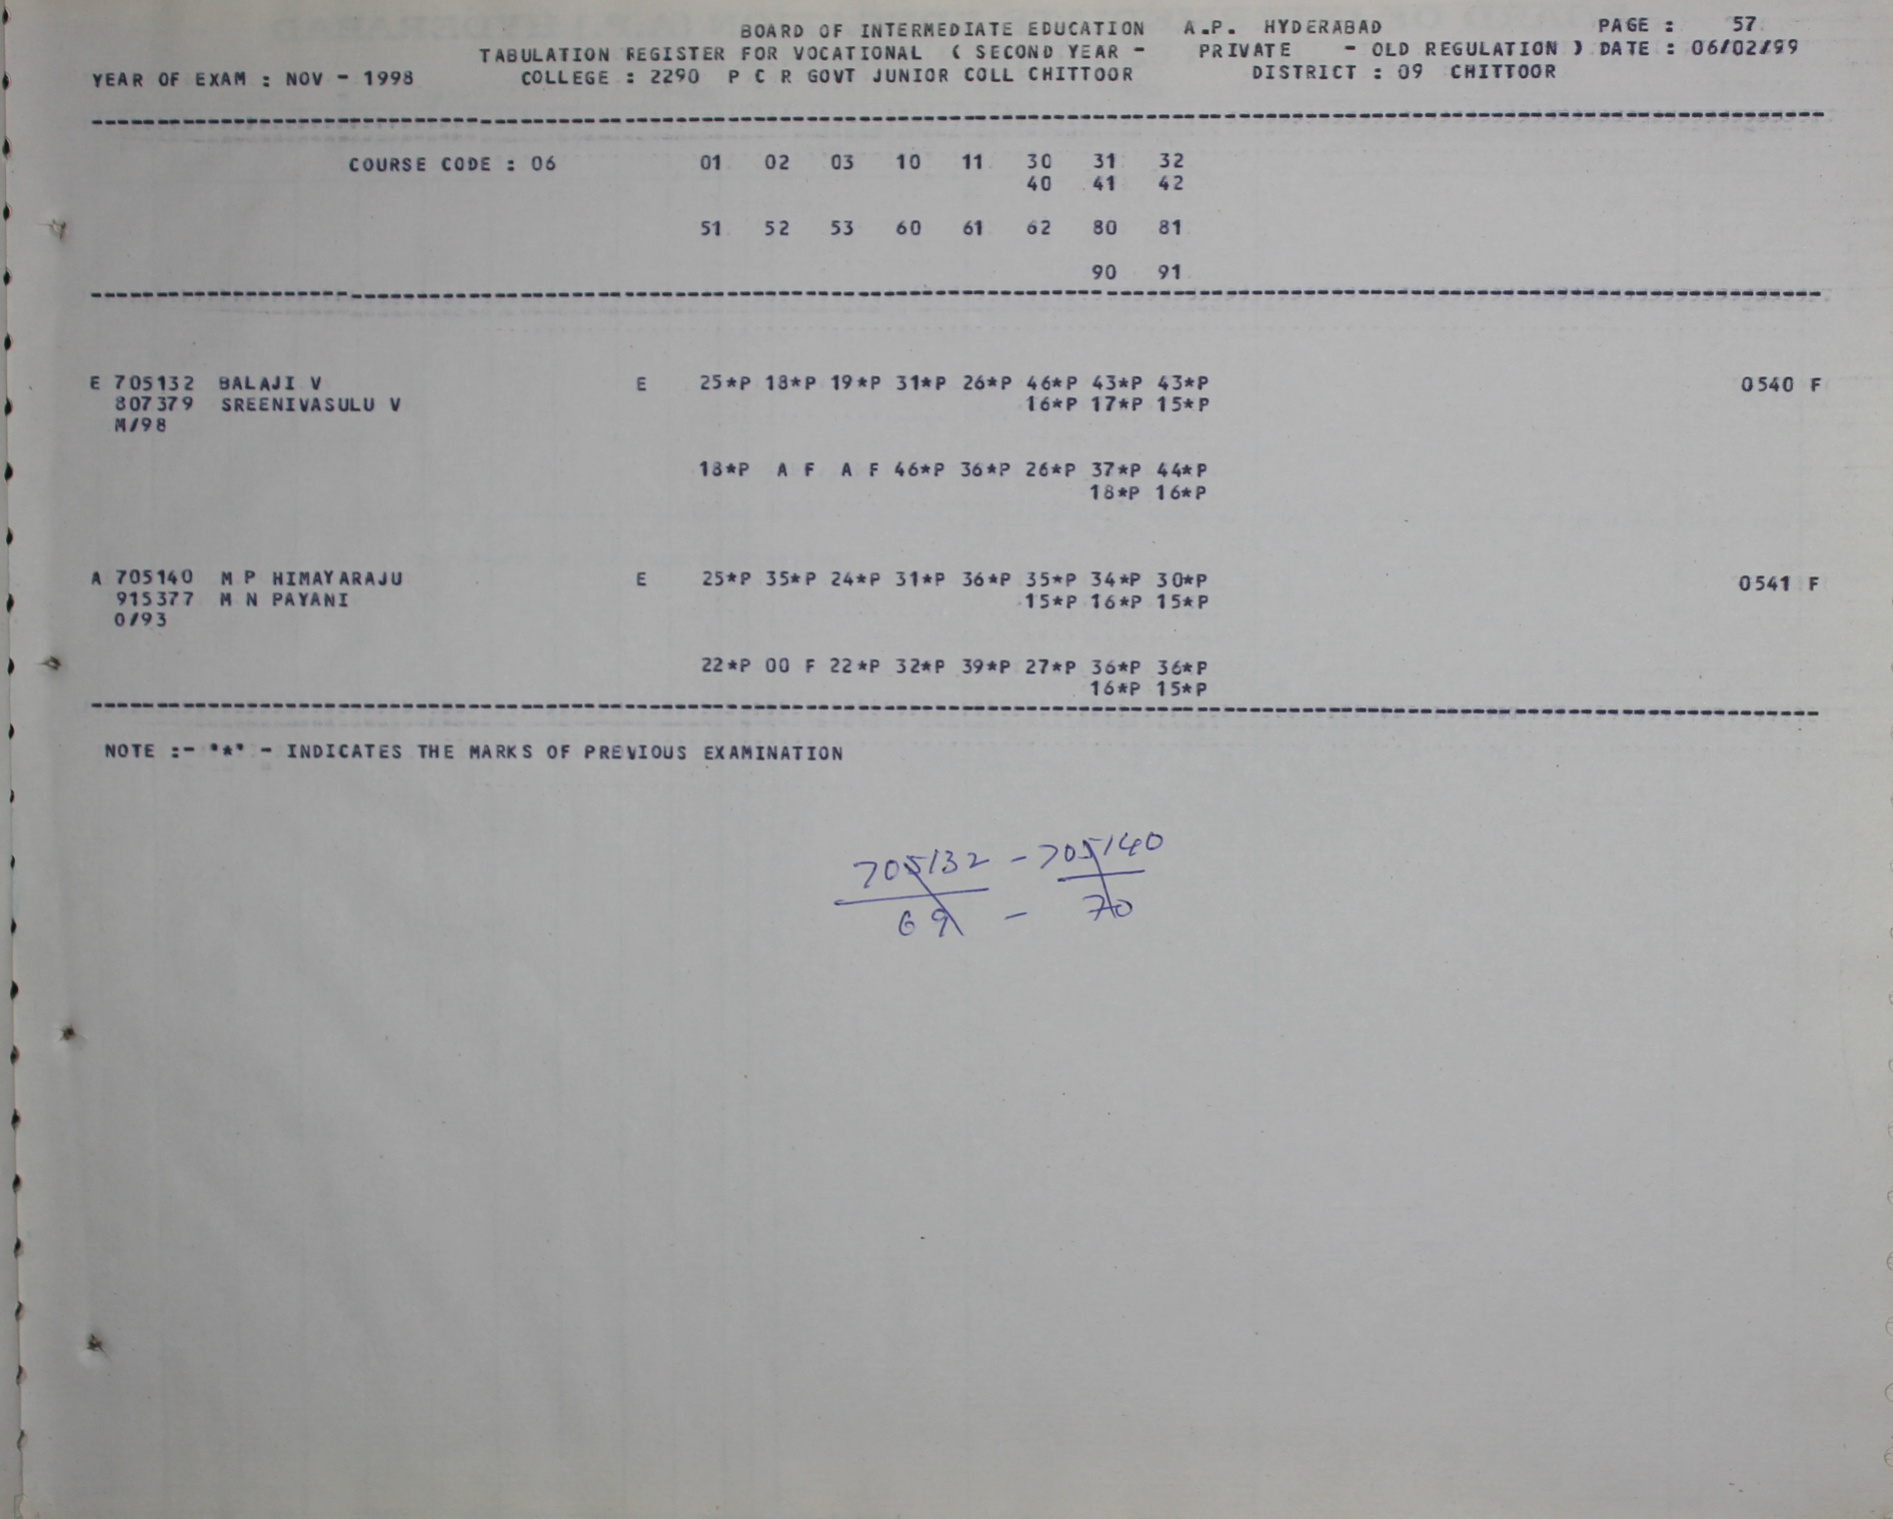 BOARD OF INTERMEDIATE EDUCATION A.P. HYDERABAD PAGE : 57
TABULATION REGISTER FOR VOCATIONAL ( SECOND YEAR - PRIVATE - OLD REGULATION ) DATE : 06/02/99
YEAR OF EXAM : NOV - 1998 COLLEGE : 2290 P C R GOVT JUNIOR COLL CHITTOOR DISTRICT : 09 CHITTOOR
COURSE CODE : 06 01 02 03 10 11 30 31 32
40 41 42
51 52 53 60 61 62 80 81
90 91
E 705132 BALAJI V E 25*P 18*P 19*P 31*P 26*P 46*P 43*P 43*P 0540 F
807379 SREENIVASULU V 16*P 17*P 15*P
M/98
18*P A F A F 46*P 36*P 26*P 37*P 44*P
18*P 16*P
A 705140 M P HIMAYARAJU E 25*P 35*P 24*P 31*P 36*P 35*P 34*P 30*P 0541 F
915377 M N PAYANI 15*P 16*P 15*P
O/93
22*P 00 F 22*P 32*P 39*P 27*P 36*P 36*P
16*P 15*P
NOTE :- "*" - INDICATES THE MARKS OF PREVIOUS EXAMINATION
705132 - 705140
69 - 70